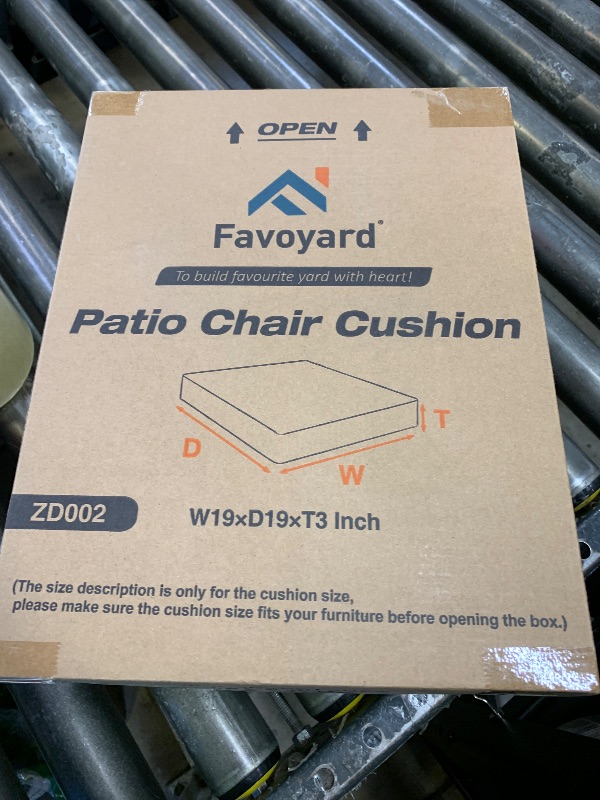 OPEN
Favoyard®
To build favourite yard with heart!
Patio Chair Cushion
T
D
W
ZD002
W19×D19×T3 Inch
(The size description is only for the cushion size,
please make sure the cushion size fits your furniture before opening the box.)